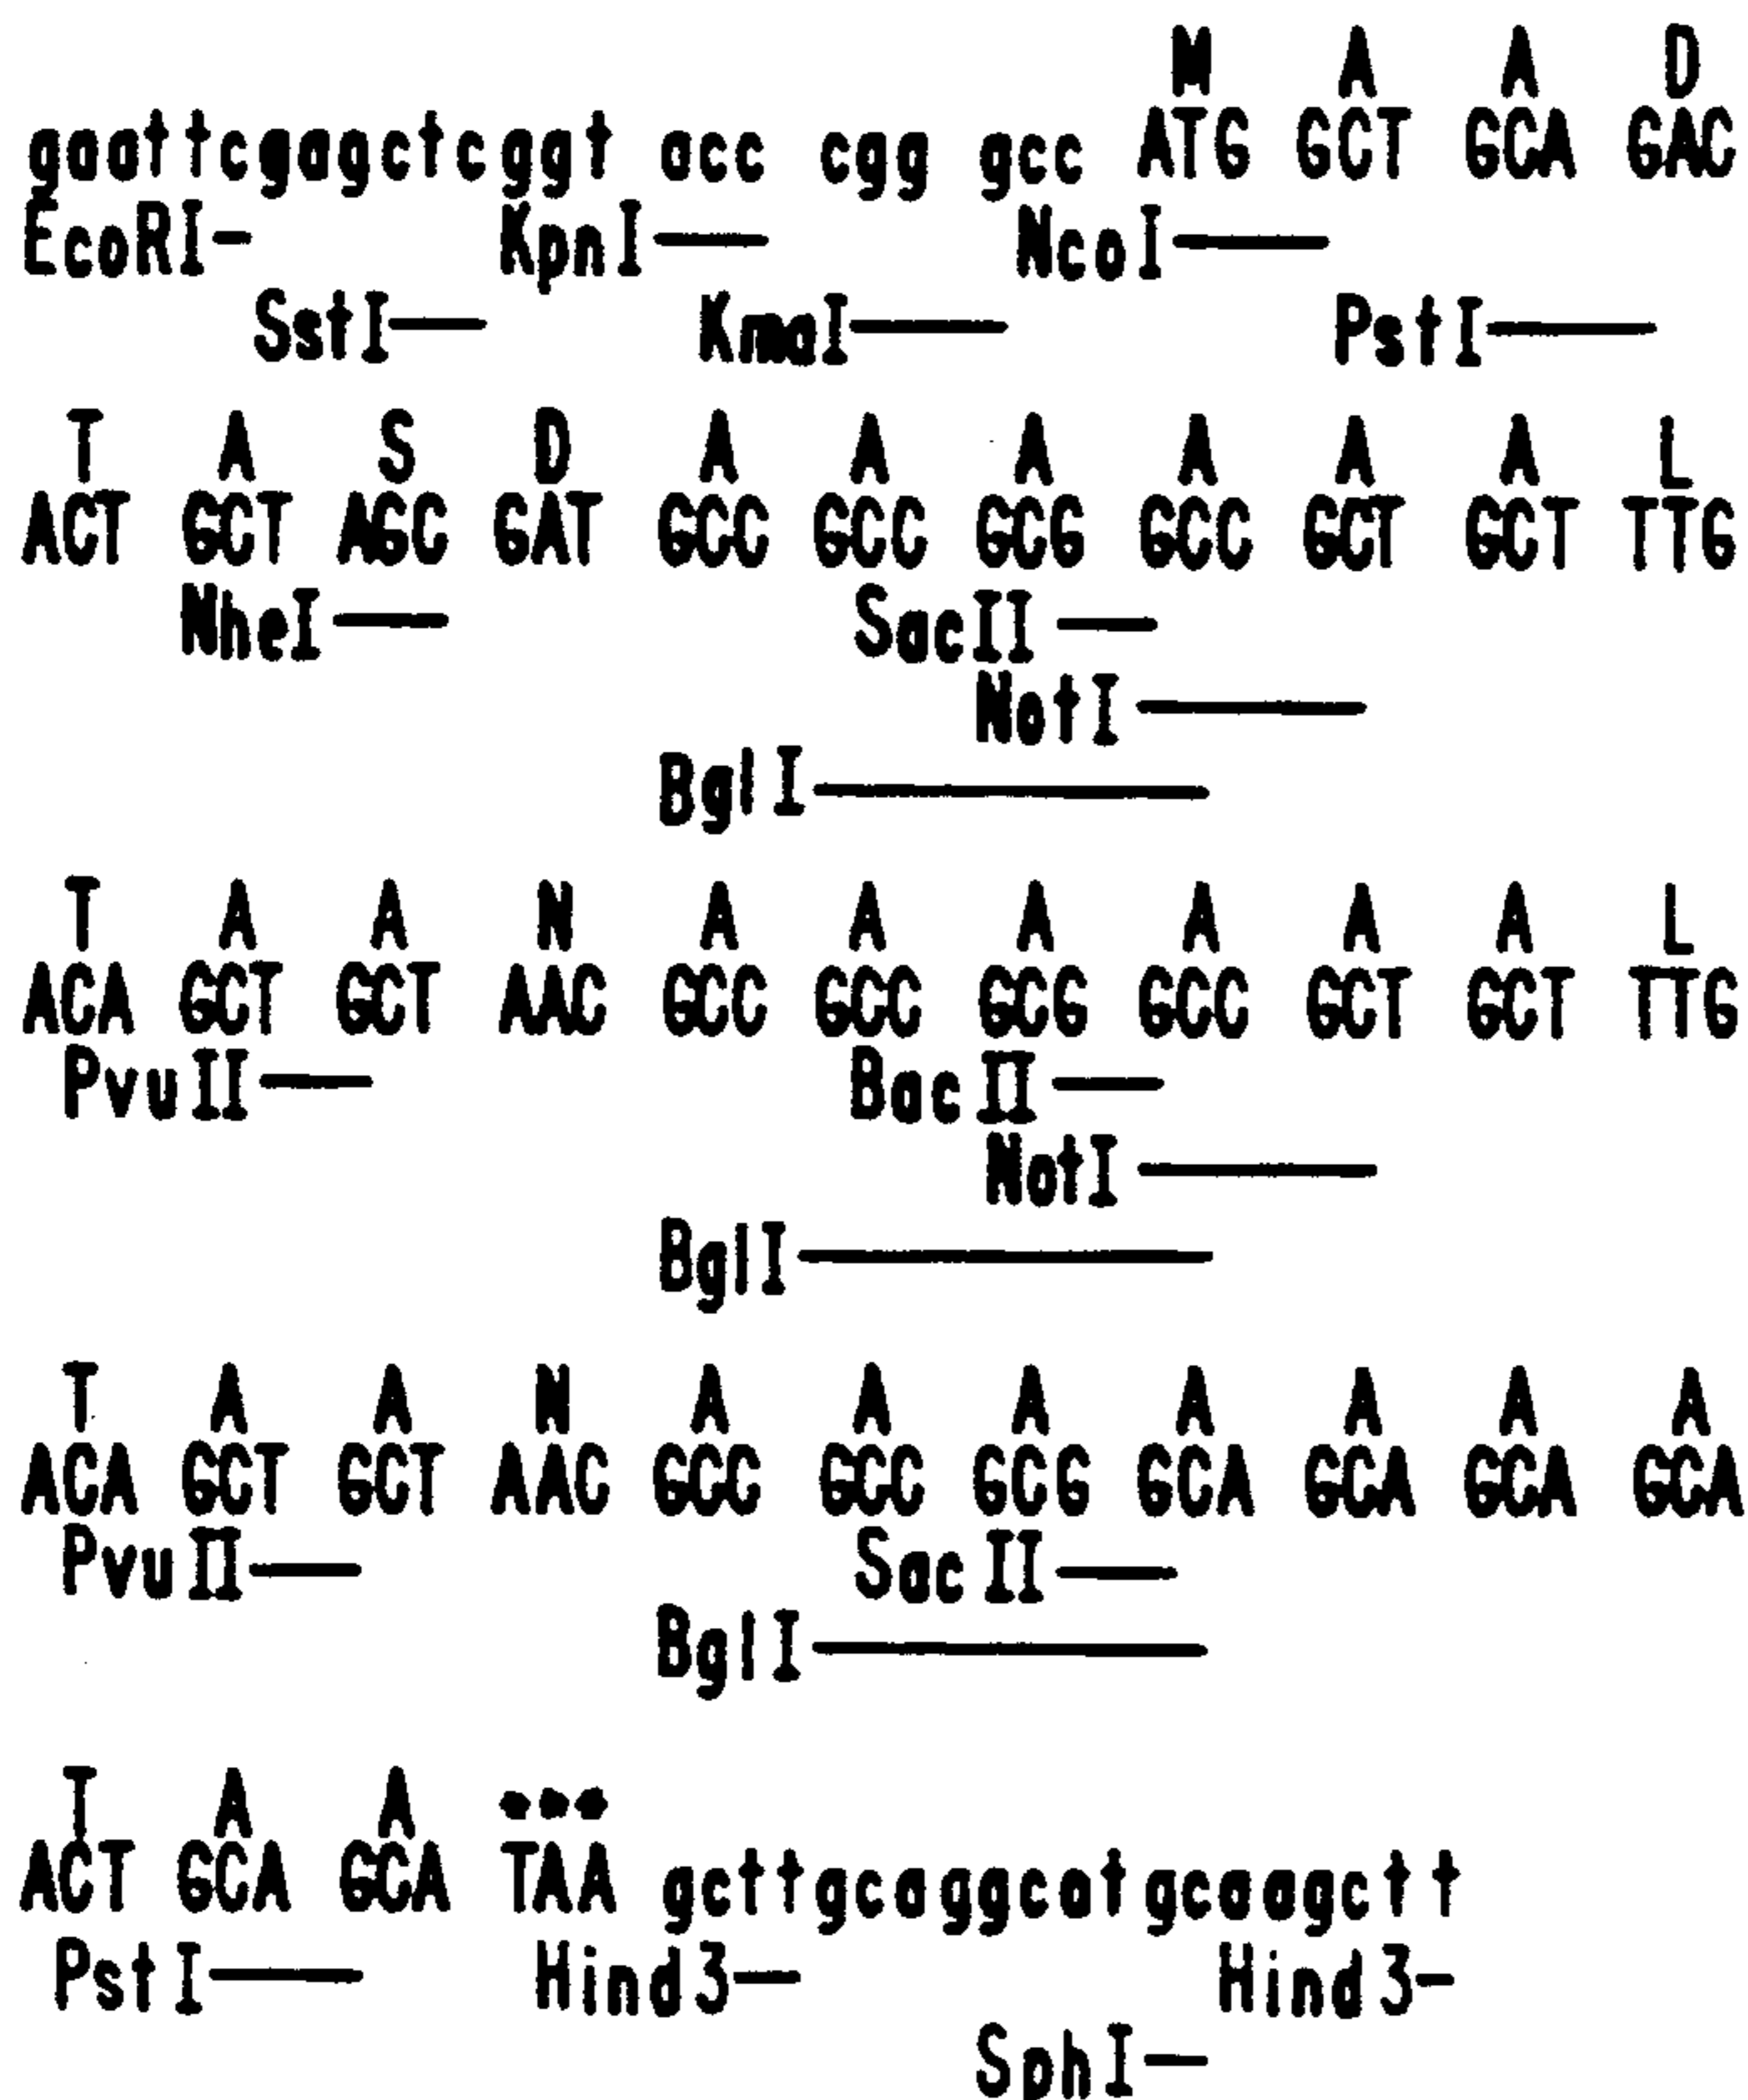 M A A D
gaattcgagctcggt acc cgg gcc ATG GCT GCA GAC
EcoRI KpnI NcoI
SstI KmaI PstI
T A S D A A A A A A L
ACT GCT AGC GAT GCC GCC GCG GCC GCT GCT TTG
NheI SacII
NotI
BglI
T A A N A A A A A A L
ACA GCT GCT AAC GCC GCC GCG GCC GCT GCT TTG
PvuII BacII
NotI
BglI
T A A N A A A A A A A
ACA GCT GCT AAC GCC GCC GCG GCA GCA GCA GCA
PvuII SacII
BglI
T A A •••
ACT GCA GCA TAA gcttgcaggcatgcaagctt
PstI Hind3 Hind3
SphI